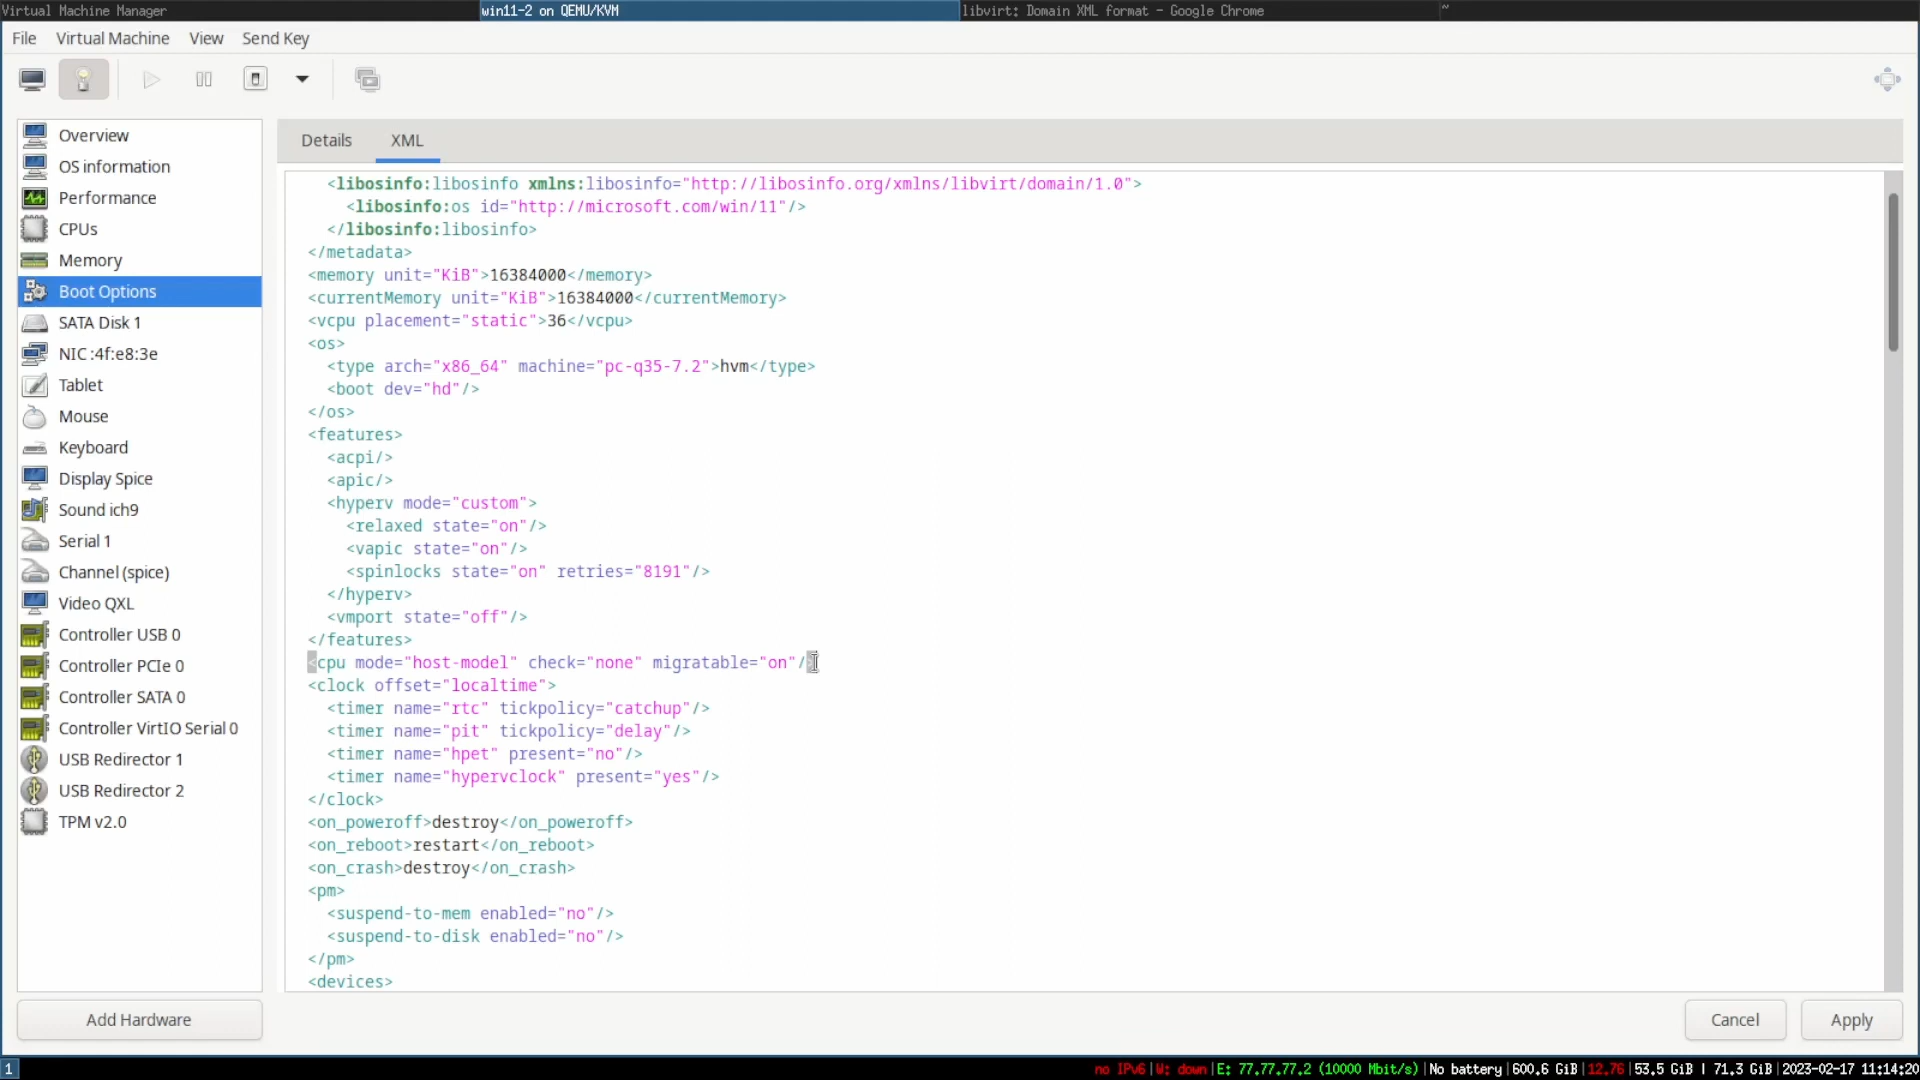 Virtual Machine Manager
win11-2 on QEMU/KVM
libvirt: Domain XML format - Google Chrome
~
File Virtual Machine View Send Key
Overview
OS information
Performance
CPUs
Memory
Boot Options
SATA Disk 1
NIC :4f:e8:3e
Tablet
Mouse
Keyboard
Display Spice
Sound ich9
Serial 1
Channel (spice)
Video QXL
Controller USB 0
Controller PCIe 0
Controller SATA 0
Controller VirtIO Serial 0
USB Redirector 1
USB Redirector 2
TPM v2.0
Add Hardware
Details XML
<libosinfo:libosinfo xmlns:libosinfo="http://libosinfo.org/xmlns/libvirt/domain/1.0">
<libosinfo:os id="http://microsoft.com/win/11"/>
</libosinfo:libosinfo>
</metadata>
<memory unit="KiB">16384000</memory>
<currentMemory unit="KiB">16384000</currentMemory>
<vcpu placement="static">36</vcpu>
<os>
<type arch="x86_64" machine="pc-q35-7.2">hvm</type>
<boot dev="hd"/>
</os>
<features>
<acpi/>
<apic/>
<hyperv mode="custom">
<relaxed state="on"/>
<vapic state="on"/>
<spinlocks state="on" retries="8191"/>
</hyperv>
<vmport state="off"/>
</features>
<cpu mode="host-model" check="none" migratable="on"/>
<clock offset="localtime">
<timer name="rtc" tickpolicy="catchup"/>
<timer name="pit" tickpolicy="delay"/>
<timer name="hpet" present="no"/>
<timer name="hypervclock" present="yes"/>
</clock>
<on_poweroff>destroy</on_poweroff>
<on_reboot>restart</on_reboot>
<on_crash>destroy</on_crash>
<pm>
<suspend-to-mem enabled="no"/>
<suspend-to-disk enabled="no"/>
</pm>
<devices>
Cancel Apply
1
no IPv6|W: down|E: 77.77.77.2 (10000 Mbit/s)|No battery|600.6 GiB|12.76|53.5 GiB | 71.3 GiB|2023-02-17 11:14:20